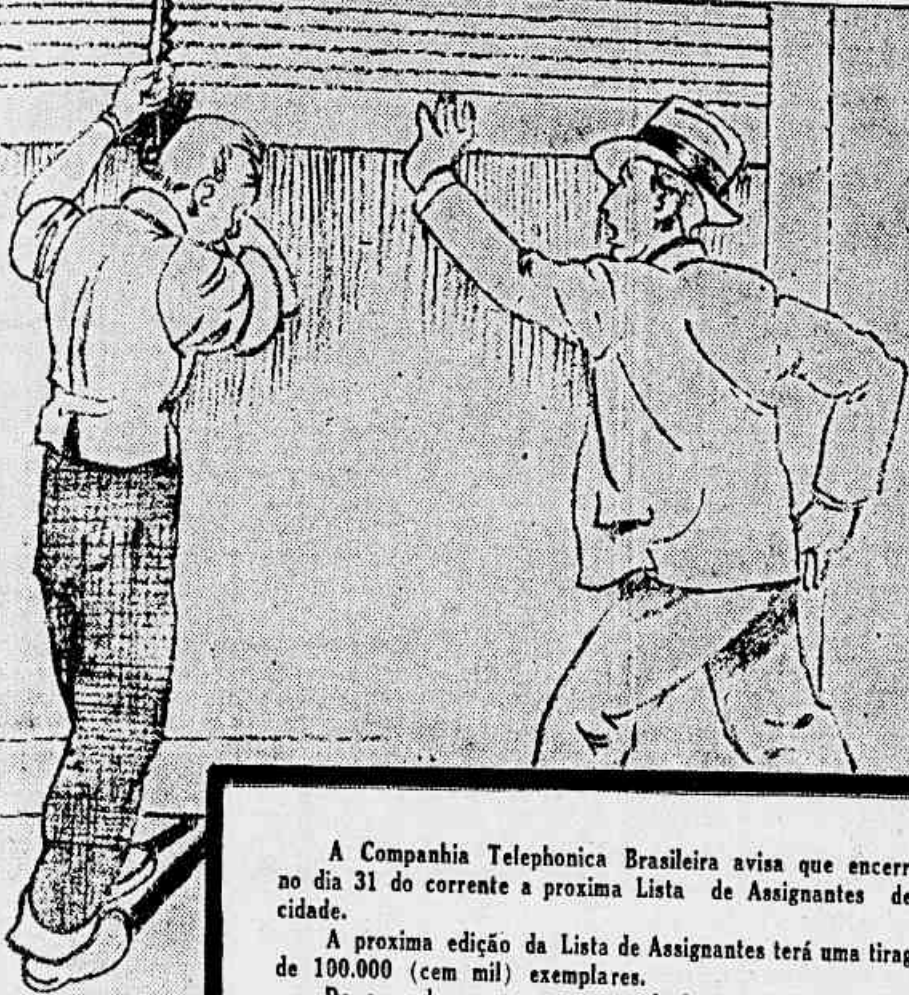 A Companhia Telephonica Brasileira avisa que encerr
no dia 31 do corrente a proxima Lista de Assignantes de
cidade.
A proxima edição da Lista de Assignantes terá uma tirag
de 100.000 (cem mil) exemplares.